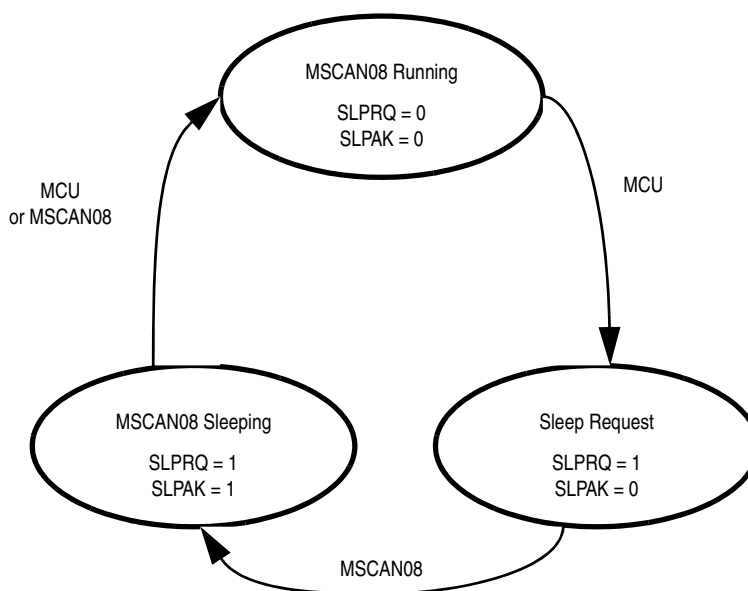 MSCAN08 Running
SLPRQ = 0
SLPAK = 0
MCU
or MSCAN08
MCU
MSCAN08 Sleeping
SLPRQ = 1
SLPAK = 1
Sleep Request
SLPRQ = 1
SLPAK = 0
MSCAN08